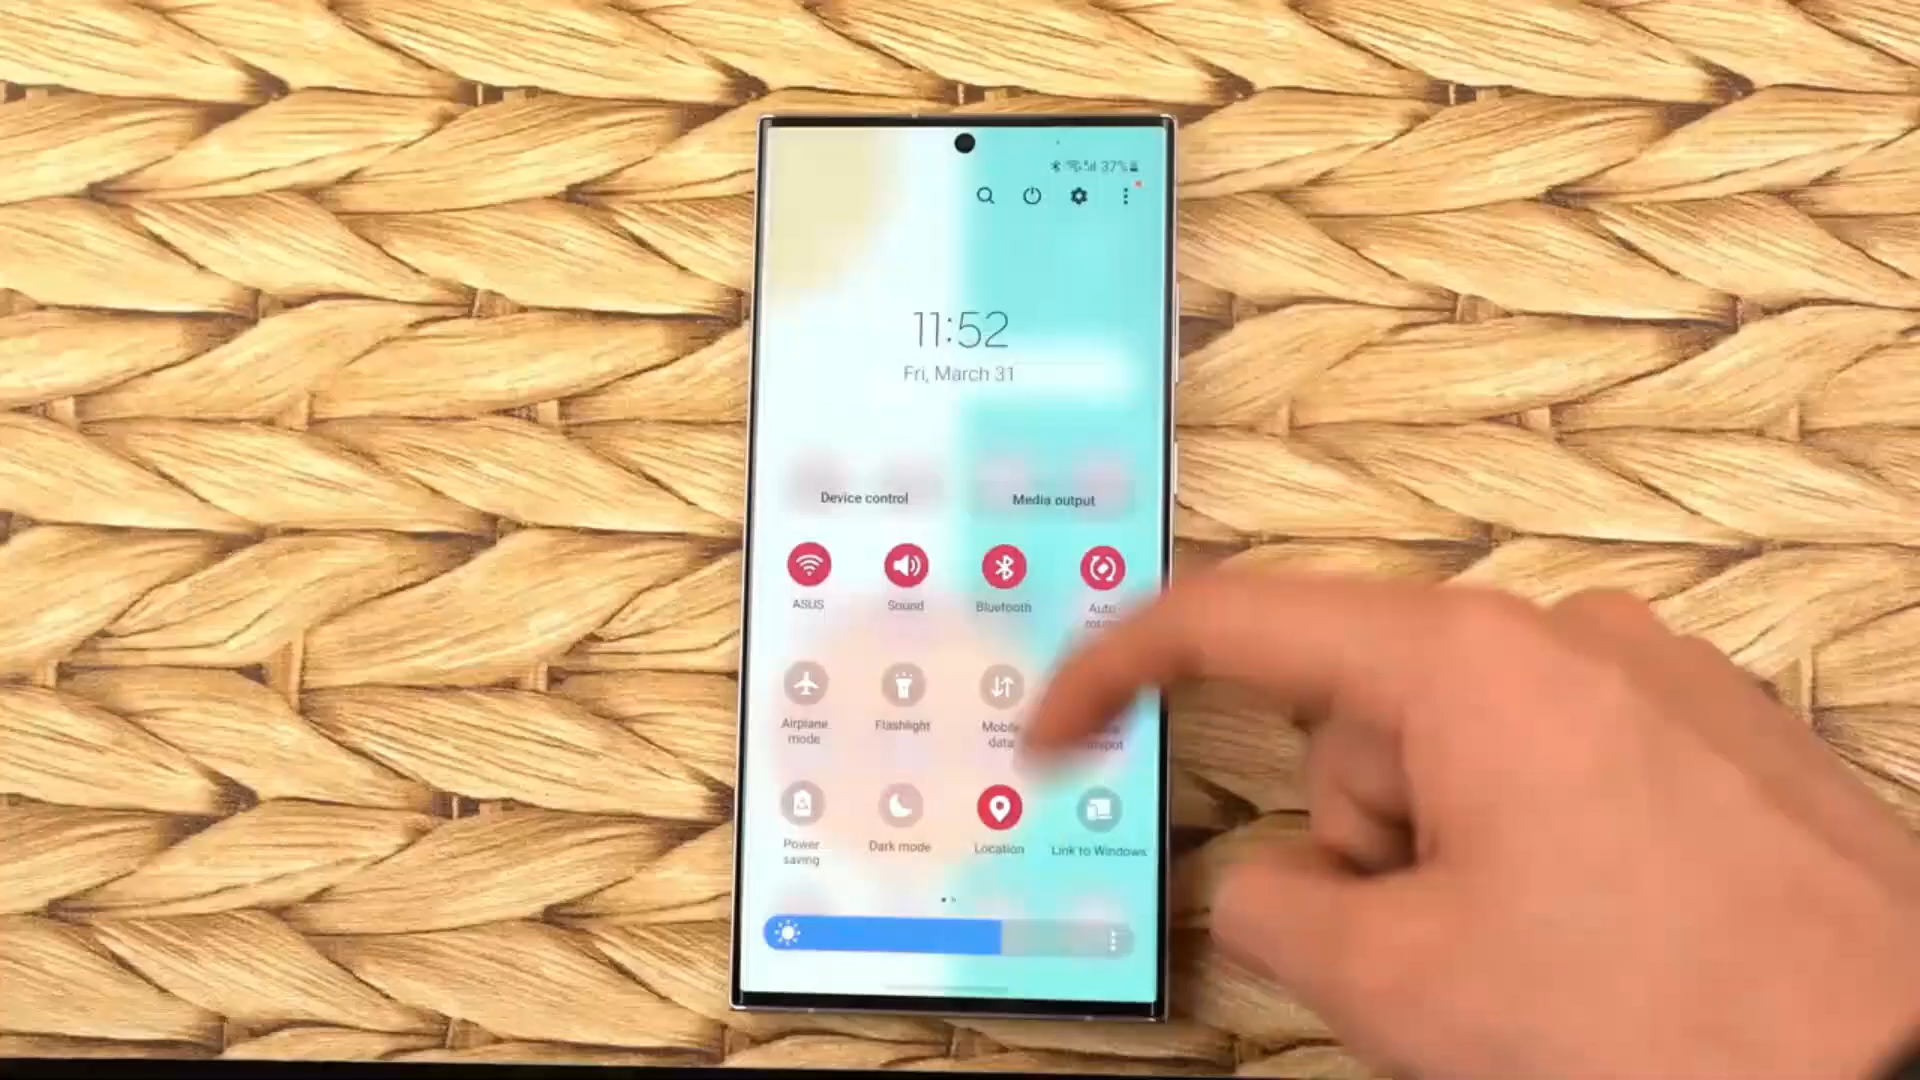 37%
11:52
Fri, March 31
Device control
Media output
ASUS
Sound
Bluetooth
Auto
Airplane
mode
Flashlight
Mobile
data
Power
saving
Dark mode
Location
Link to Windows